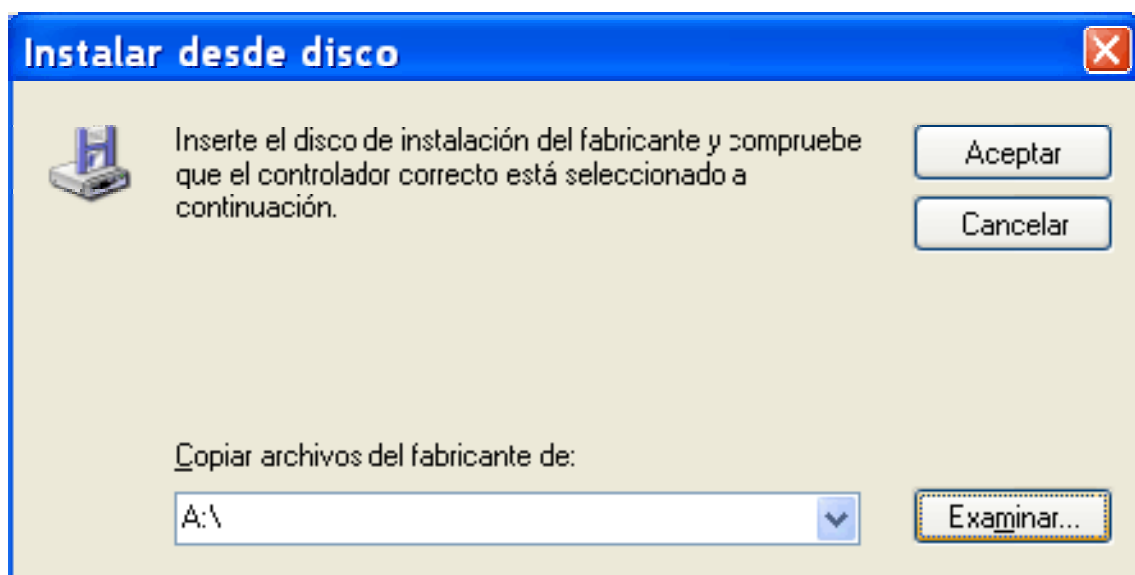 Instalar desde disco
Inserte el disco de instalación del fabricante y compruebe
que el controlador correcto está seleccionado a
continuación.
Aceptar
Cancelar
Copiar archivos del fabricante de:
A:\
Examinar...